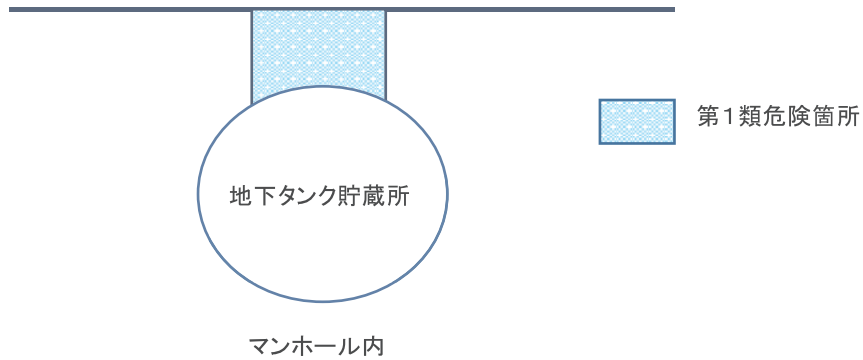 第１類危険箇所
地下タンク貯蔵所
マンホール内